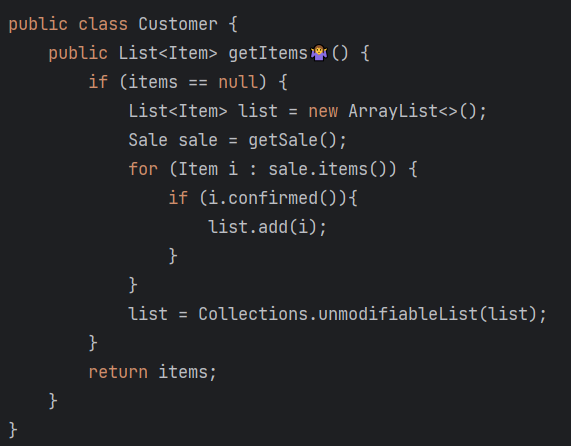 public class Customer {
    public List<Item> getItems🤷‍♀️() {
        if (items == null) {
            List<Item> list = new ArrayList<>();
            Sale sale = getSale();
            for (Item i : sale.items()) {
                if (i.confirmed()){
                    list.add(i);
                }
            }
            list = Collections.unmodifiableList(list);
        }
        return items;
    }
}